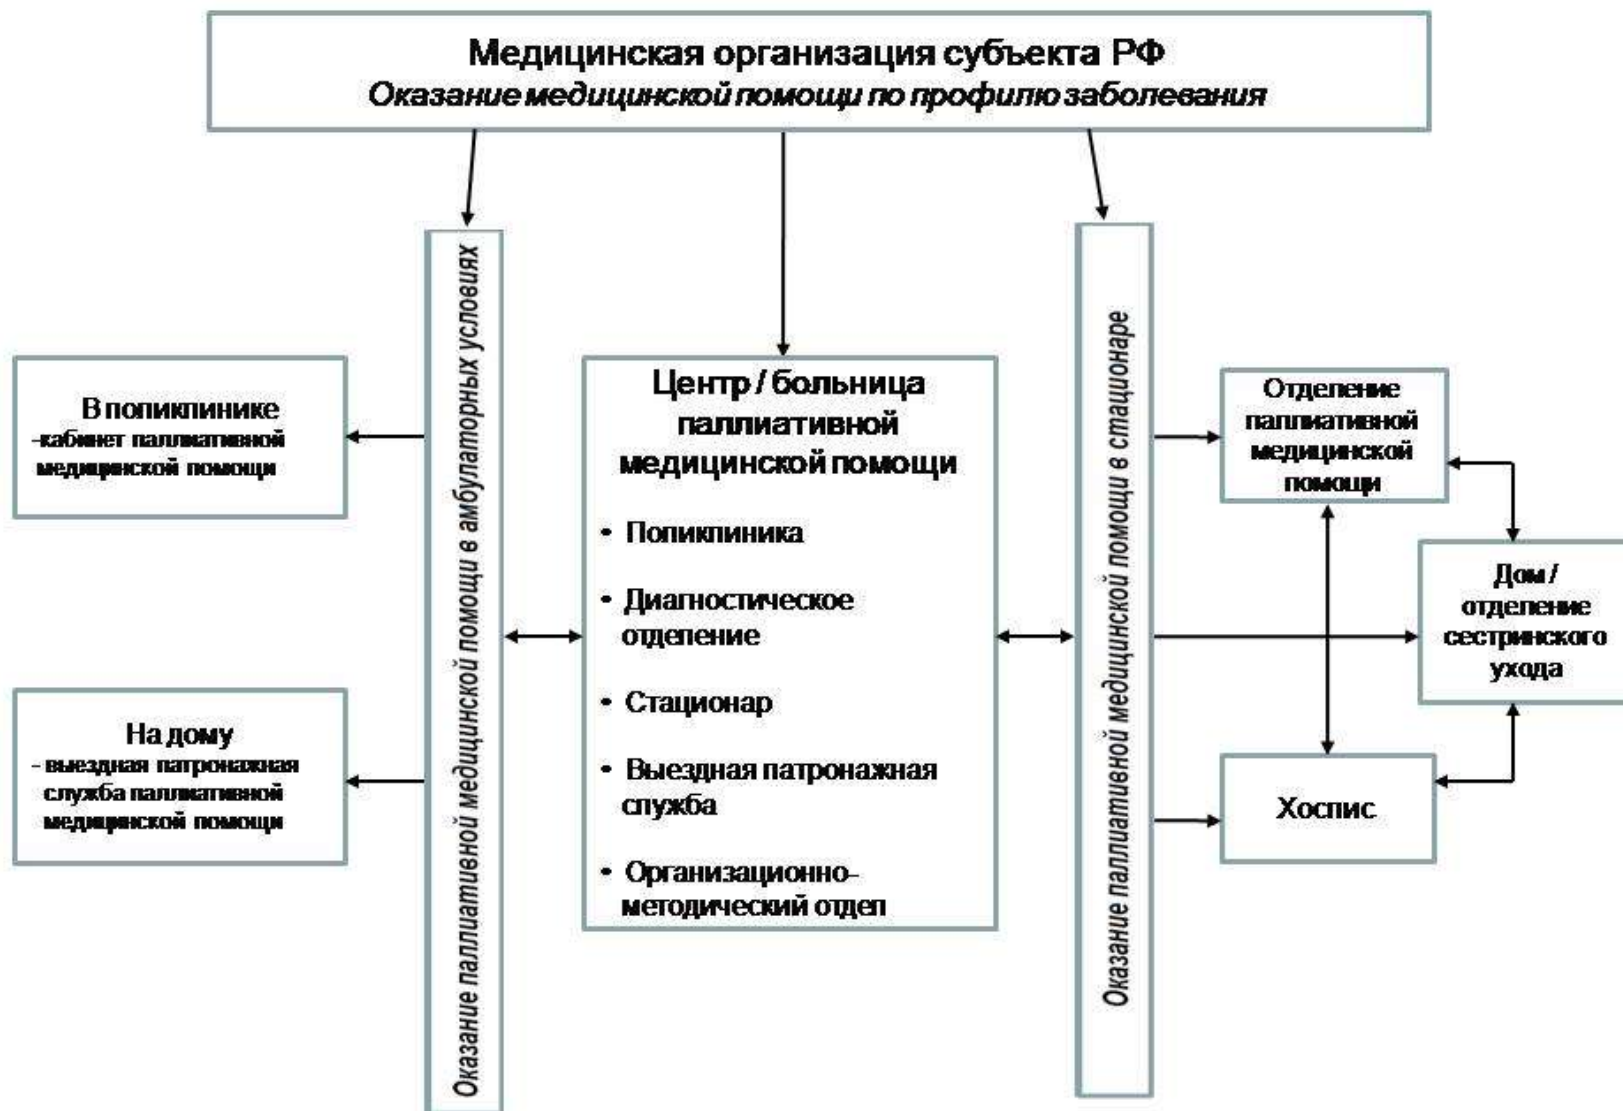 Медицинская организация субъекта РФ
Оказание медицинской помощи по профилю заболевания
Оказание паллиативной медицинской помощи в амбулаторных условиях
В поликлинике
-кабинет паллиативной
медицинской помощи
На дому
- выездная патронажная
служба паллиативной
медицинской помощи
Центр / больница
паллиативной
медицинской помощи
• Поликлиника
• Диагностическое
отделение
• Стационар
• Выездная патронажная
служба
• Организационно-
методический отдел
Оказание паллиативной медицинской помощи в стационаре
Отделение
паллиативной
медицинской
помощи
Дом /
отделение
сестринского
ухода
Хоспис